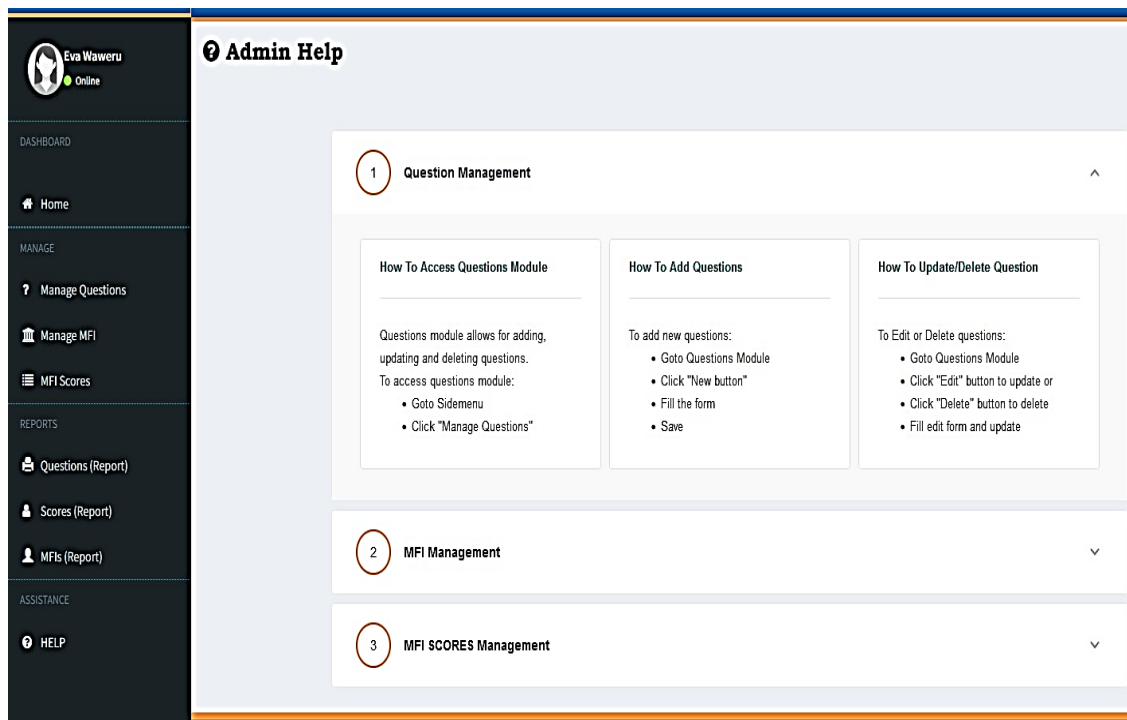 Eva Waweru
Online
DASHBOARD
Home
MANAGE
? Manage Questions
Manage MFI
MFI Scores
REPORTS
Questions (Report)
Scores (Report)
MFIs (Report)
ASSISTANCE
HELP
Admin Help
1 Question Management
How To Access Questions Module
Questions module allows for adding,
updating and deleting questions.
To access questions module:
• Goto Sidemenu
• Click "Manage Questions"
How To Add Questions
To add new questions:
• Goto Questions Module
• Click "New button"
• Fill the form
• Save
How To Update/Delete Question
To Edit or Delete questions:
• Goto Questions Module
• Click "Edit" button to update or
• Click "Delete" button to delete
• Fill edit form and update
2 MFI Management
3 MFI SCORES Management